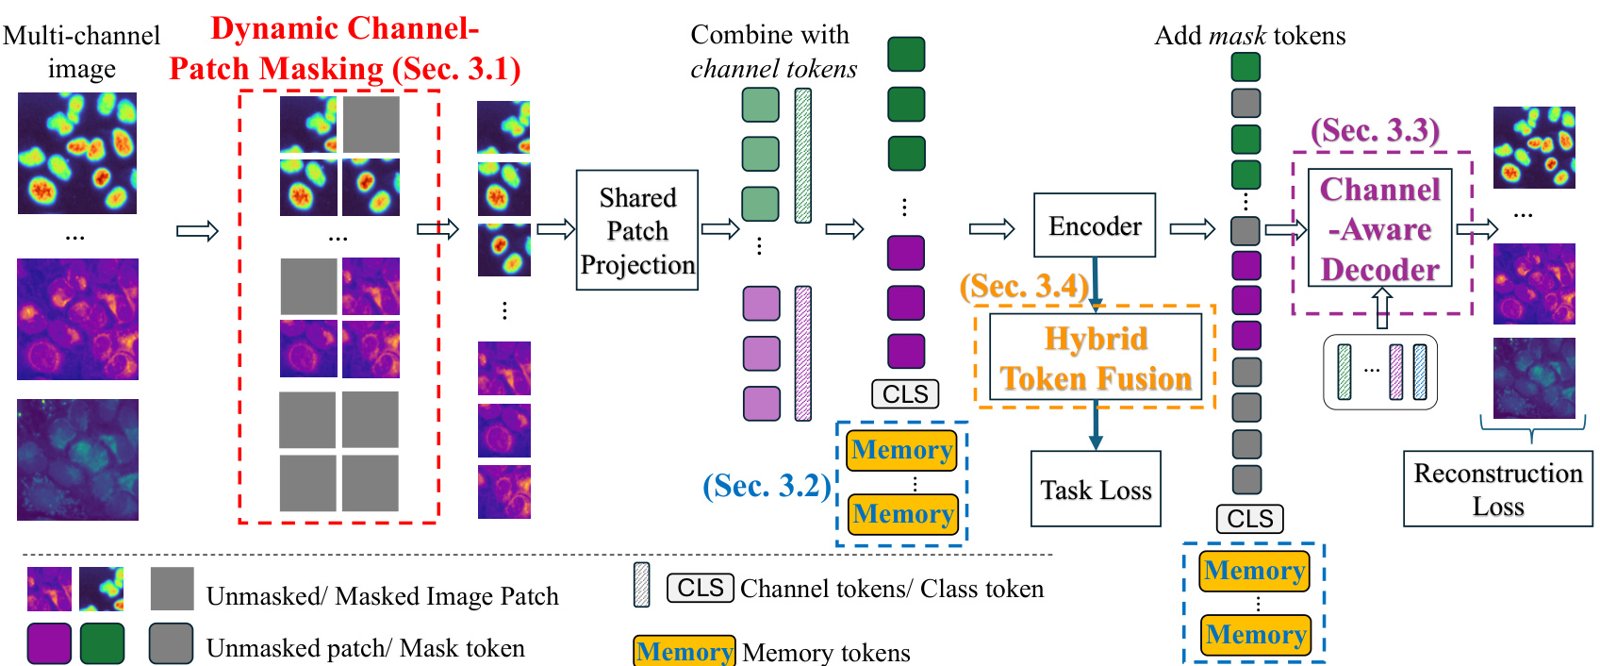 Multi-channel
image
Dynamic Channel-
Patch Masking (Sec. 3.1)
...
...
Shared
Patch
Projection
Combine with
channel tokens
(Sec. 3.2)
CLS
Memory
Memory
Encoder
(Sec. 3.4)
Hybrid
Token Fusion
Task Loss
Add mask tokens
CLS
Memory
Memory
(Sec. 3.3)
Channel
-Aware
Decoder
...
...
Reconstruction
Loss
Unmasked/ Masked Image Patch
Unmasked patch/ Mask token
CLS
Channel tokens/ Class token
Memory
Memory tokens